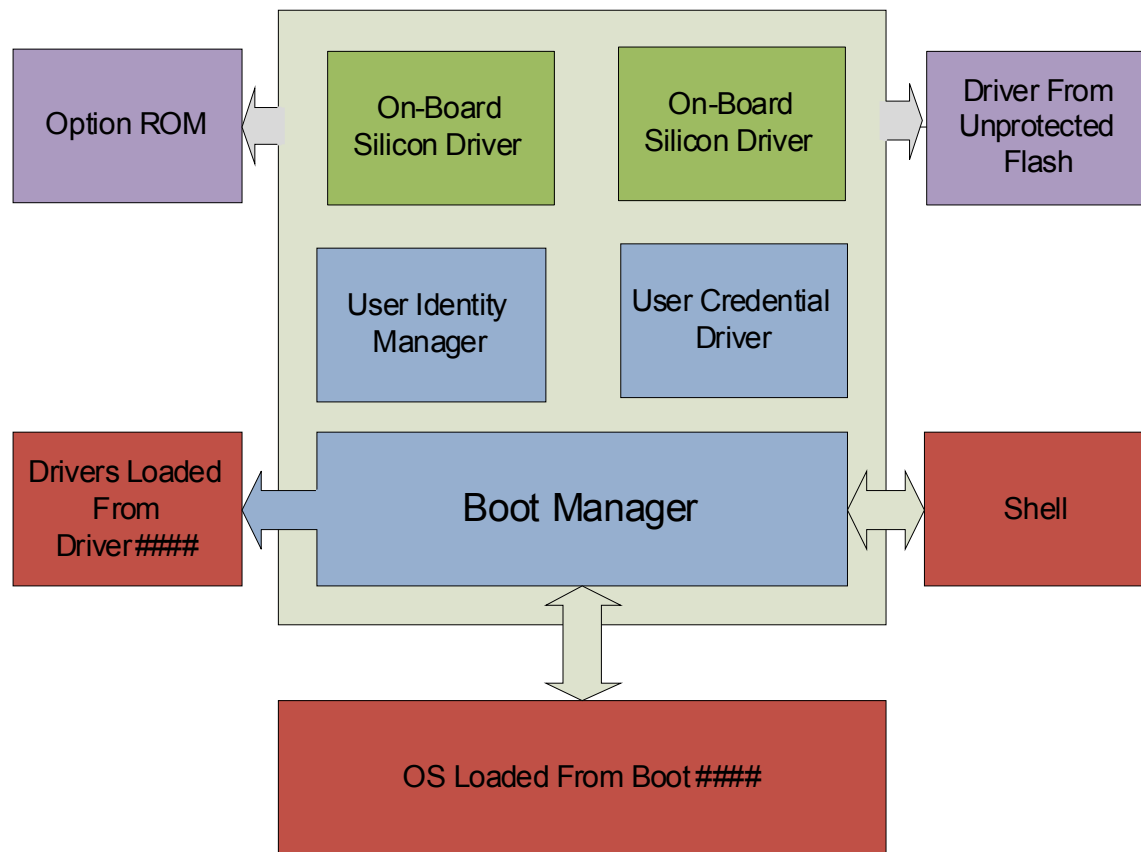 Option ROM
On-Board
Silicon Driver
On-Board
Silicon Driver
Driver From
Unprotected
Flash
User Identity
Manager
User Credential
Driver
Drivers Loaded
From
Driver####
Boot Manager
Shell
OS Loaded From Boot ####